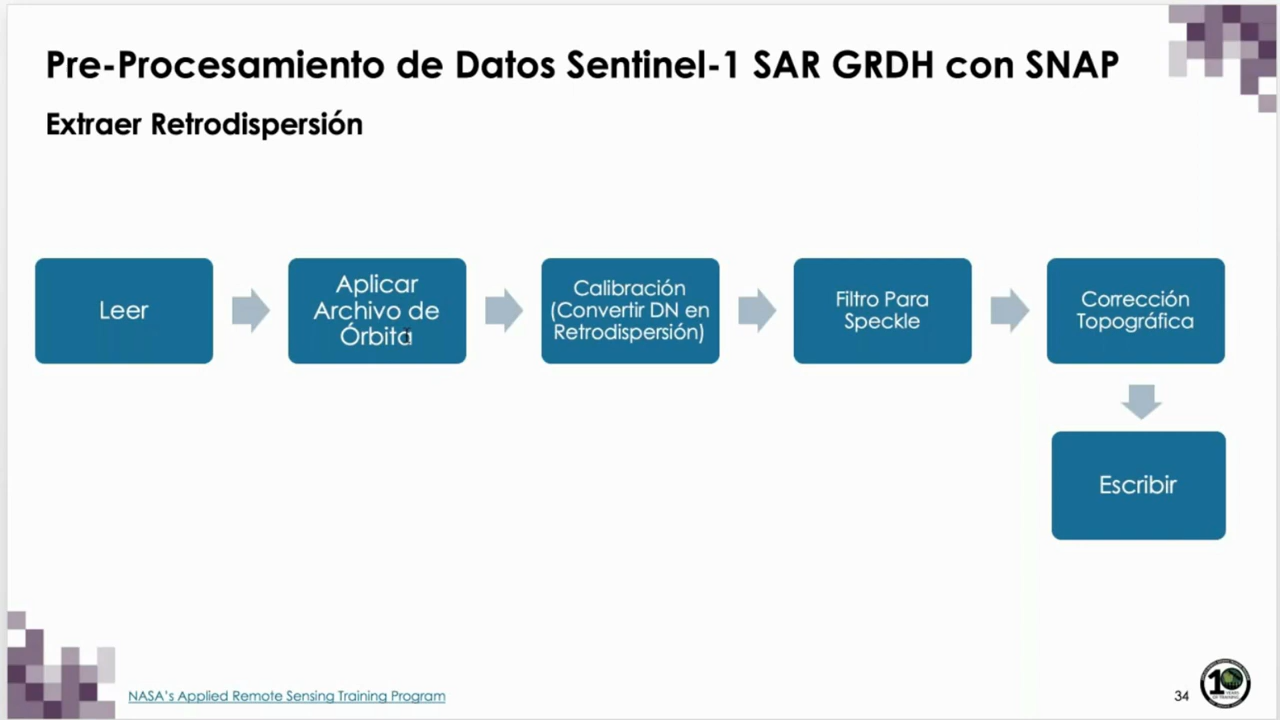 Pre-Procesamiento de Datos Sentinel-1 SAR GRDH con SNAP
Extraer Retrodispersión
Leer
Aplicar
Archivo de
Órbita
Calibración
(Convertir DN en
Retrodispersión)
Filtro Para
Speckle
Corrección
Topográfica
Escribir
NASA's Applied Remote Sensing Training Program
34
10